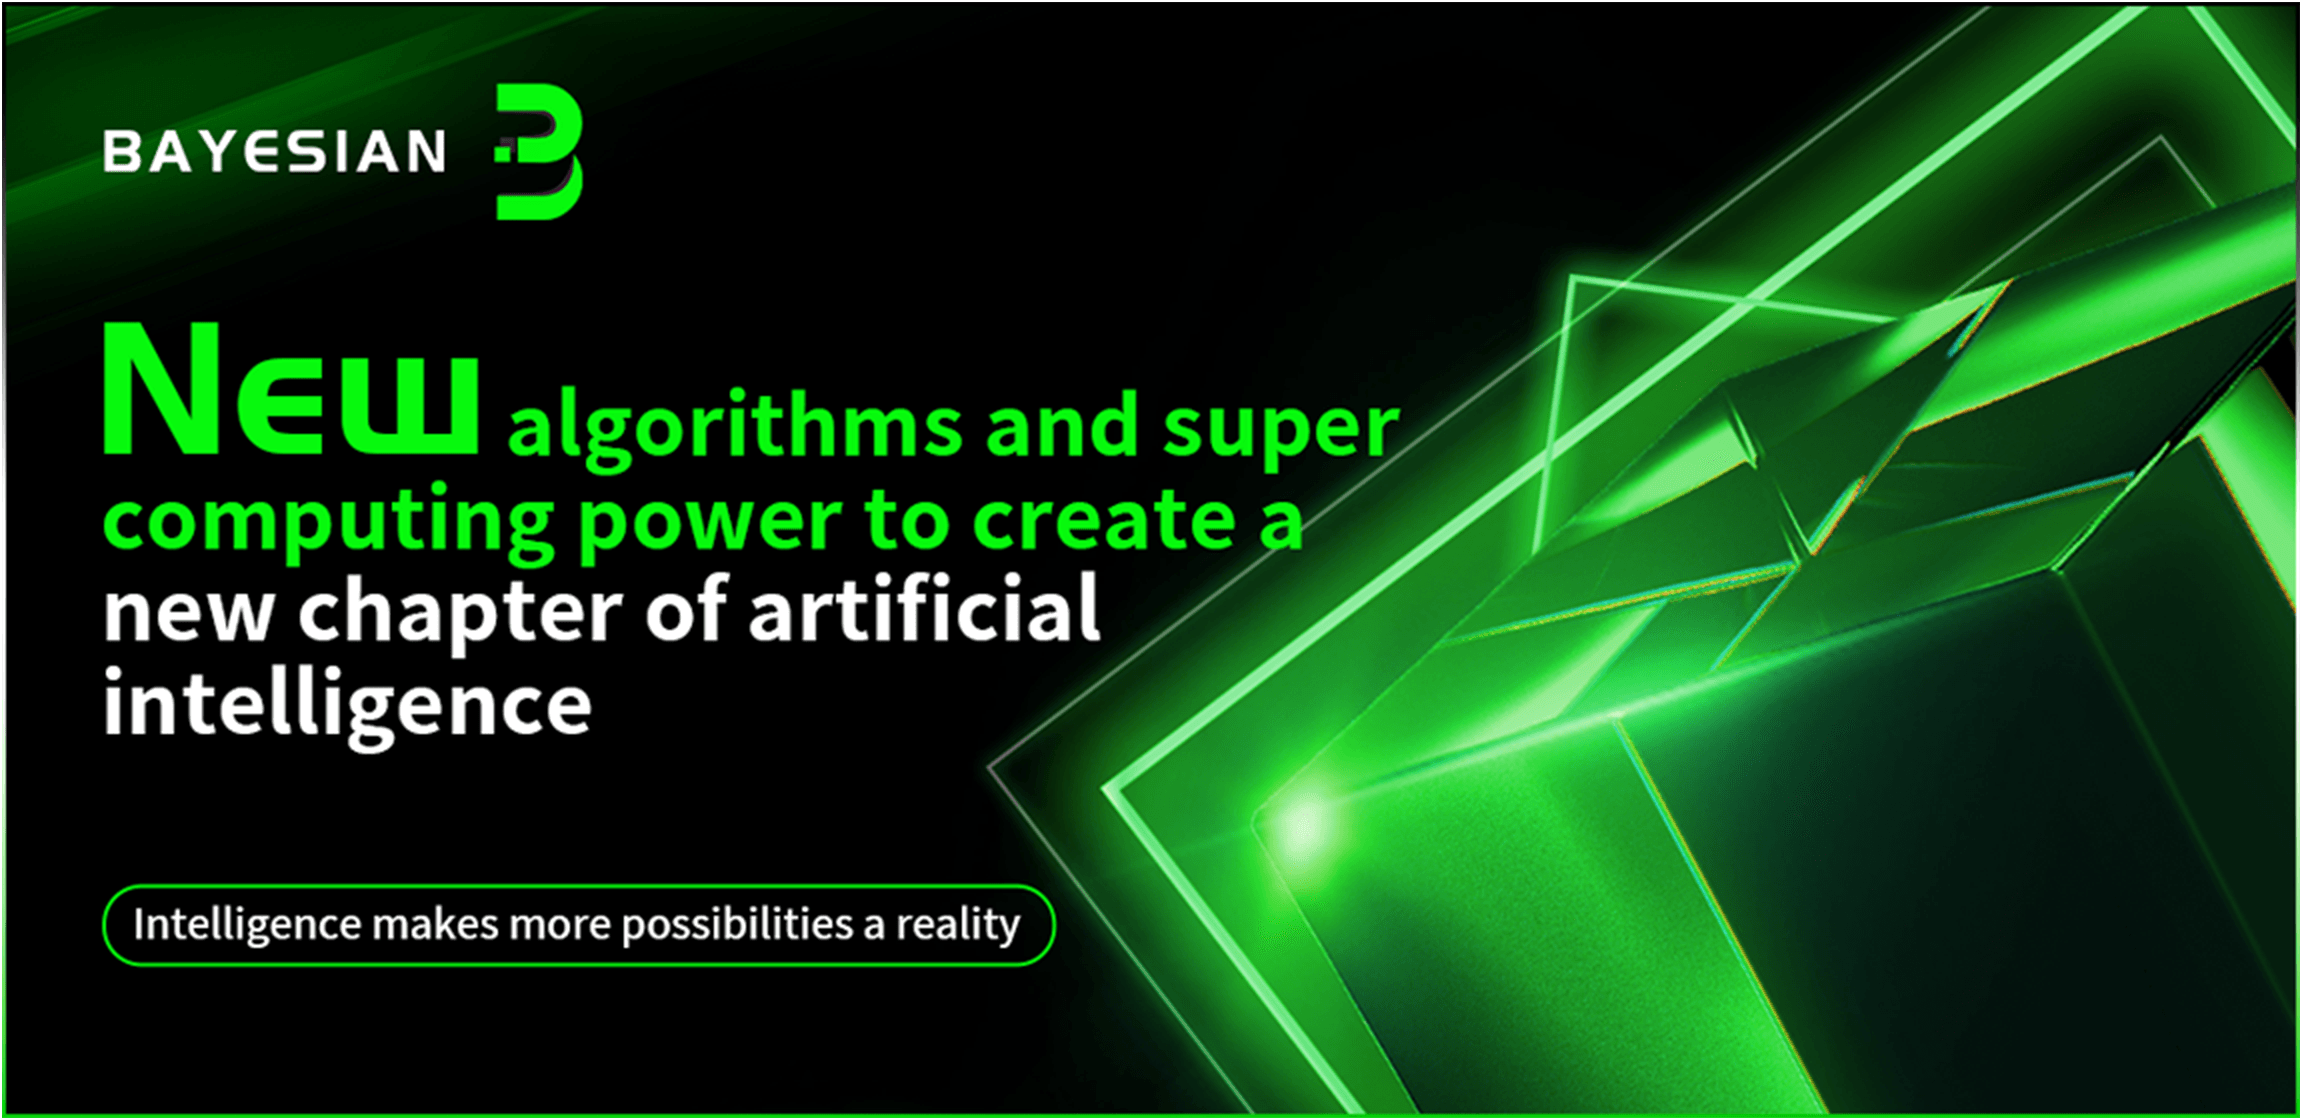 BAYESIAN
New algorithms and super
computing power to create a
new chapter of artificial
intelligence
Intelligence makes more possibilities a reality